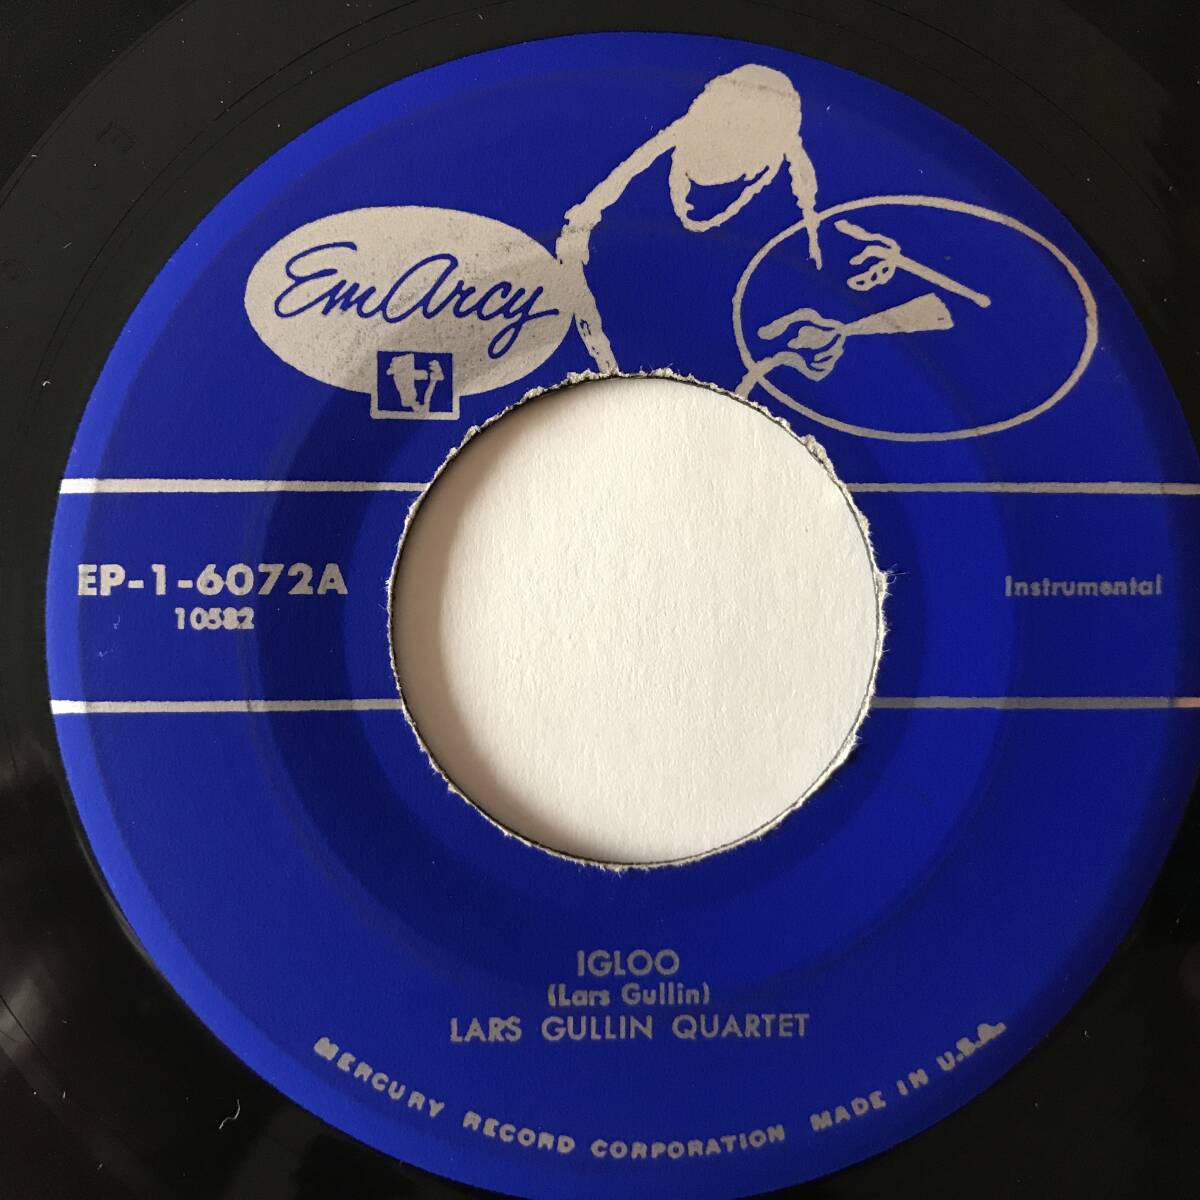 EmArcy
EP-1-6072A
10582
Instrumental
IGLOO
(Lars Gullin)
LARS GULLIN QUARTET
MERCURY RECORD CORPORATION MADE IN U.S.A.